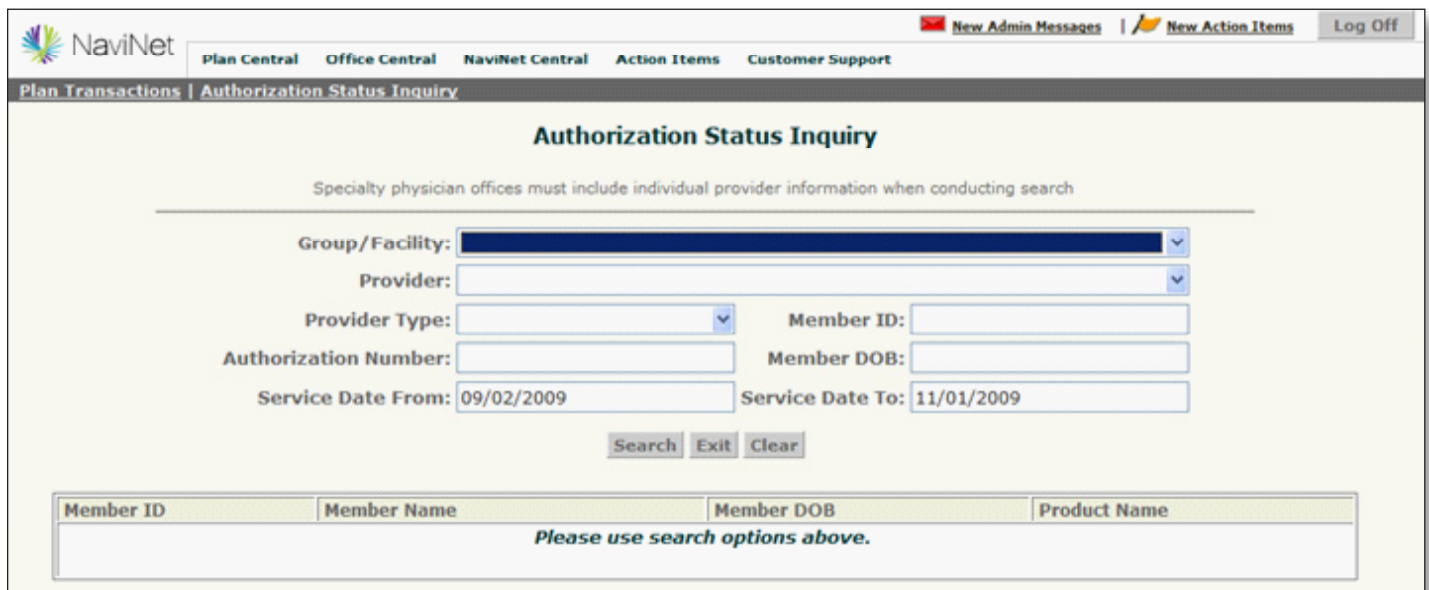 New Admin Messages | New Action Items Log Off
NaviNet
Plan Central Office Central NaviNet Central Action Items Customer Support
Plan Transactions | Authorization Status Inquiry
Authorization Status Inquiry
Specialty physician offices must include individual provider information when conducting search
Group/Facility:
Provider:
Provider Type: Member ID:
Authorization Number: Member DOB:
Service Date From: 09/02/2009 Service Date To: 11/01/2009
Search Exit Clear
Member ID Member Name Member DOB Product Name
Please use search options above.